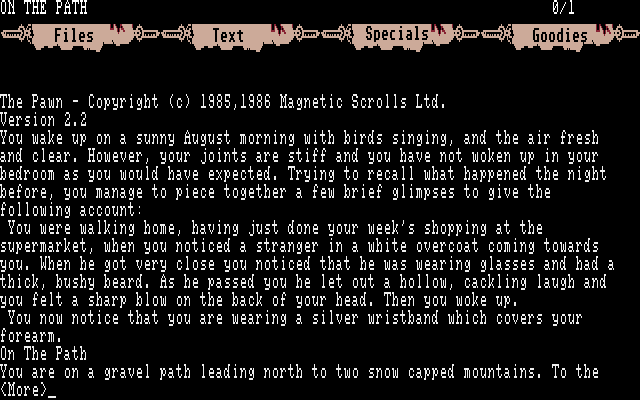 ON THE PATH 0/1
Files Text Specials Goodies
The Pawn - Copyright (c) 1985,1986 Magnetic Scrolls Ltd.
Version 2.2
You wake up on a sunny August morning with birds singing, and the air fresh
and clear. However, your joints are stiff and you have not woken up in your
bedroom as you would have expected. Trying to recall what happened the night
before, you manage to piece together a few brief glimpses to give the
following account:
You were walking home, having just done your week's shopping at the
supermarket, when you noticed a stranger in a white overcoat coming towards
you. When he got very close you noticed that he was wearing glasses and had a
thick, bushy beard. As he passed you he let out a hollow, cackling laugh and
you felt a sharp blow on the back of your head. Then you woke up.
You now notice that you are wearing a silver wristband which covers your
forearm.
On The Path
You are on a gravel path leading north to two snow capped mountains. To the
<More>_